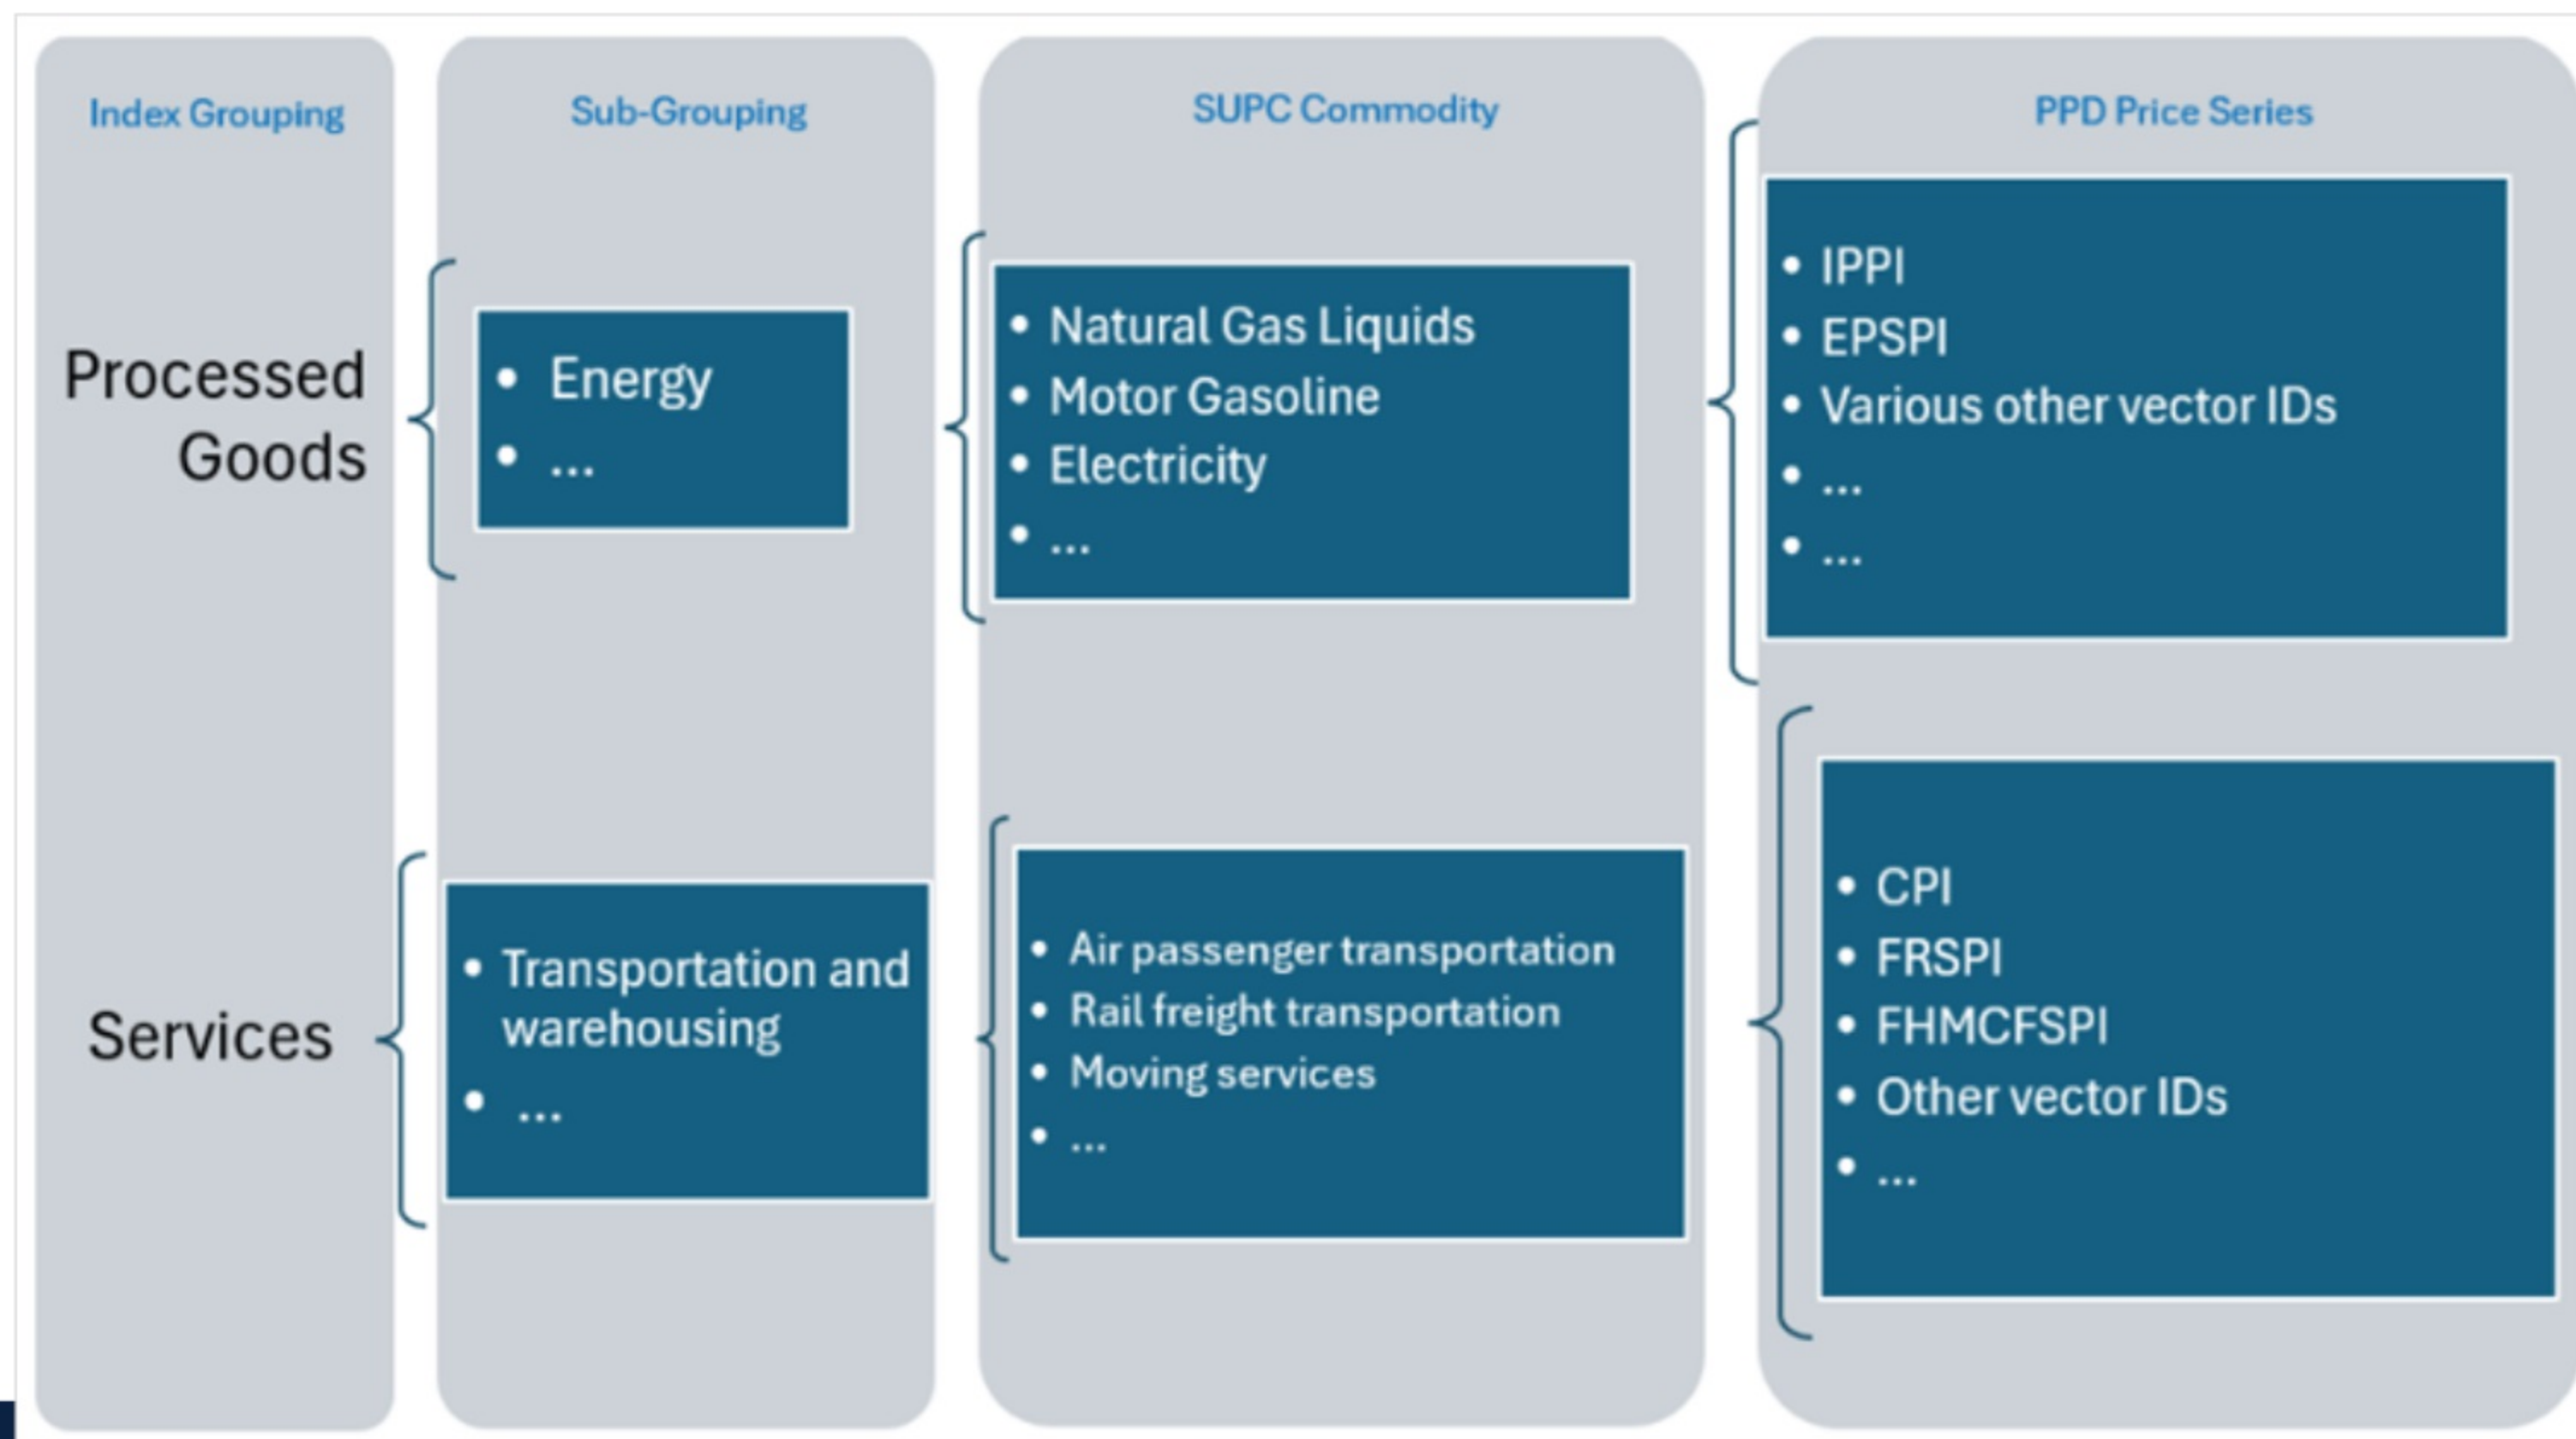 Index Grouping
Sub-Grouping
SUPC Commodity
PPD Price Series
Processed
Goods
• Energy
• ...
• Natural Gas Liquids
• Motor Gasoline
• Electricity
• ...
• IPPI
• EPSPI
• Various other vector IDs
• ...
• ...
Services
• Transportation and
warehousing
• ...
• Air passenger transportation
• Rail freight transportation
• Moving services
• ...
• CPI
• FRSPI
• FHMCFSPI
• Other vector IDs
• ...